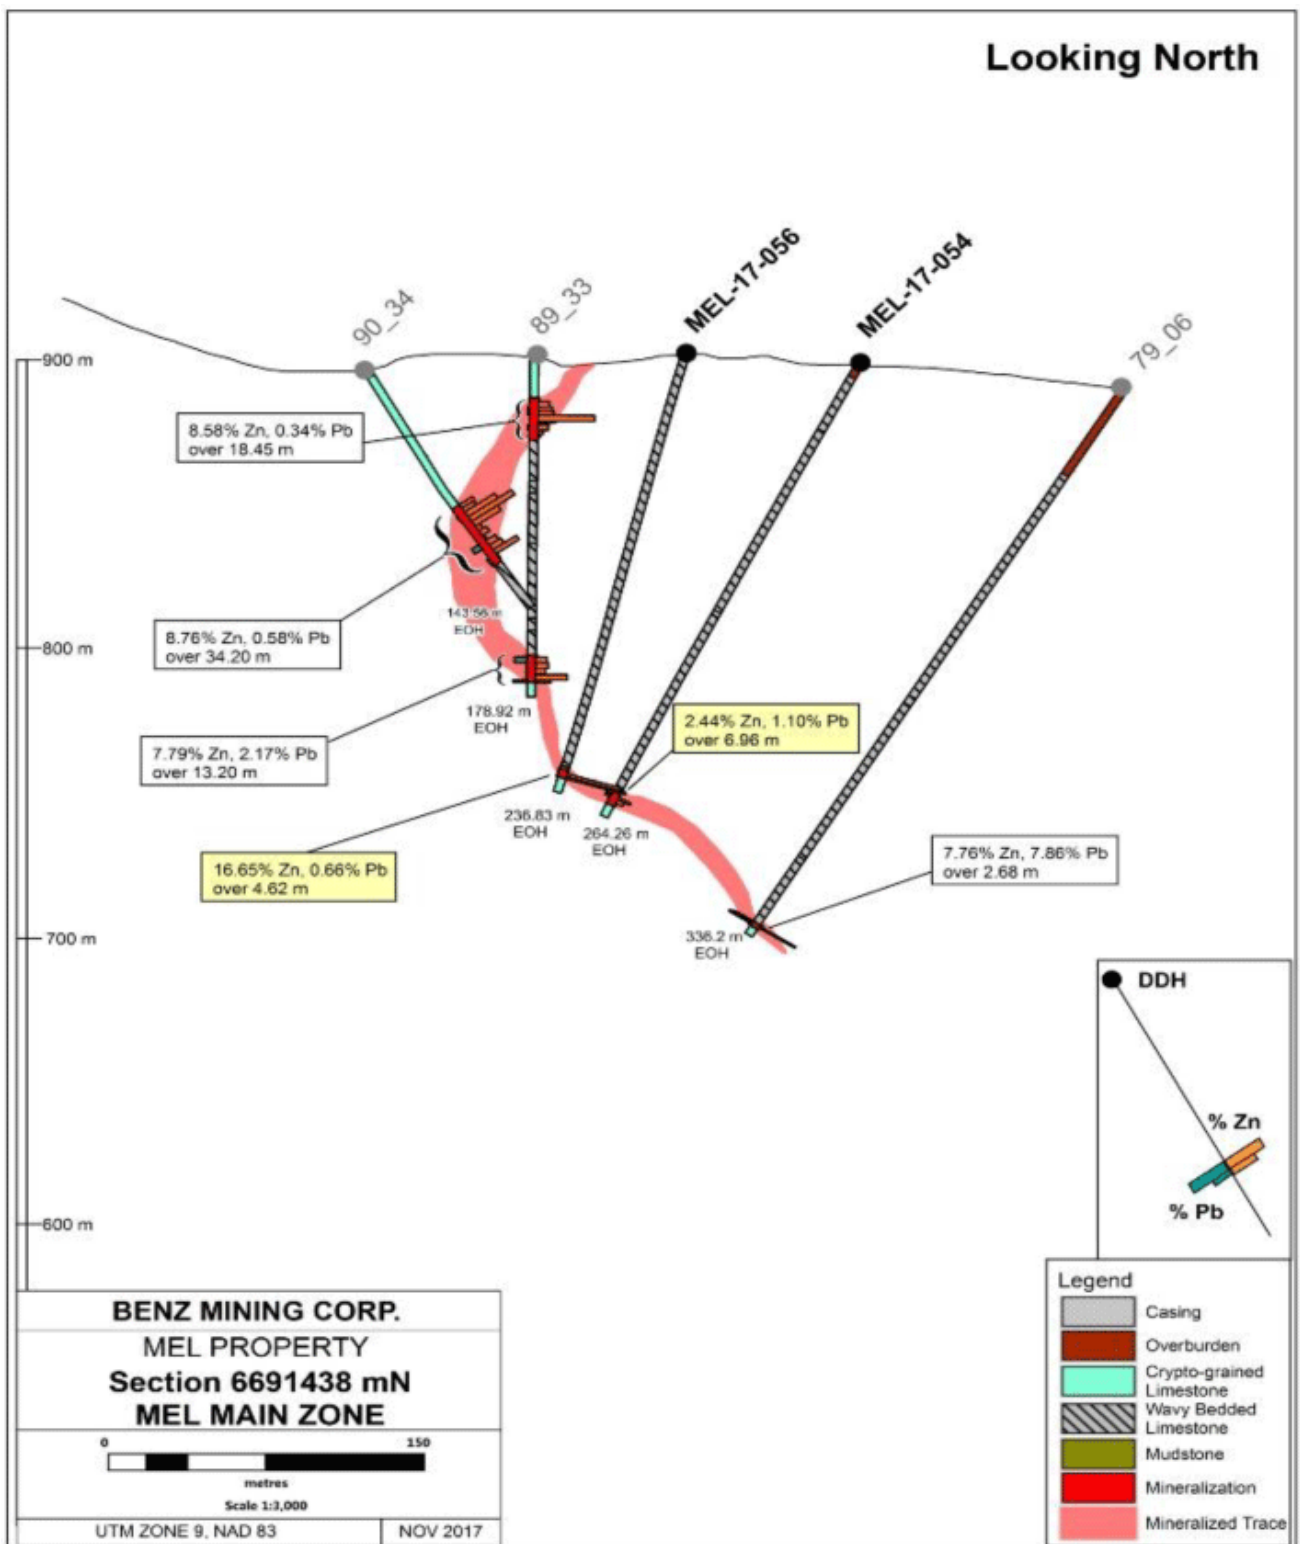 Looking North
90_34
89_33
MEL-17-056
MEL-17-054
79_06
900 m
8.58% Zn, 0.34% Pb
over 18.45 m
143.56 m
EOH
8.76% Zn, 0.58% Pb
over 34.20 m
800 m
178.92 m
EOH
7.79% Zn, 2.17% Pb
over 13.20 m
2.44% Zn, 1.10% Pb
over 6.96 m
236.83 m
EOH
264.26 m
EOH
16.65% Zn, 0.66% Pb
over 4.62 m
7.76% Zn, 7.86% Pb
over 2.68 m
700 m
336.2 m
EOH
DDH
% Zn
% Pb
600 m
BENZ MINING CORP.
MEL PROPERTY
Section 6691438 mN
MEL MAIN ZONE
0 150
metres
Scale 1:3,000
UTM ZONE 9, NAD 83 NOV 2017
Legend
Casing
Overburden
Crypto-grained
Limestone
Wavy Bedded
Limestone
Mudstone
Mineralization
Mineralized Trace